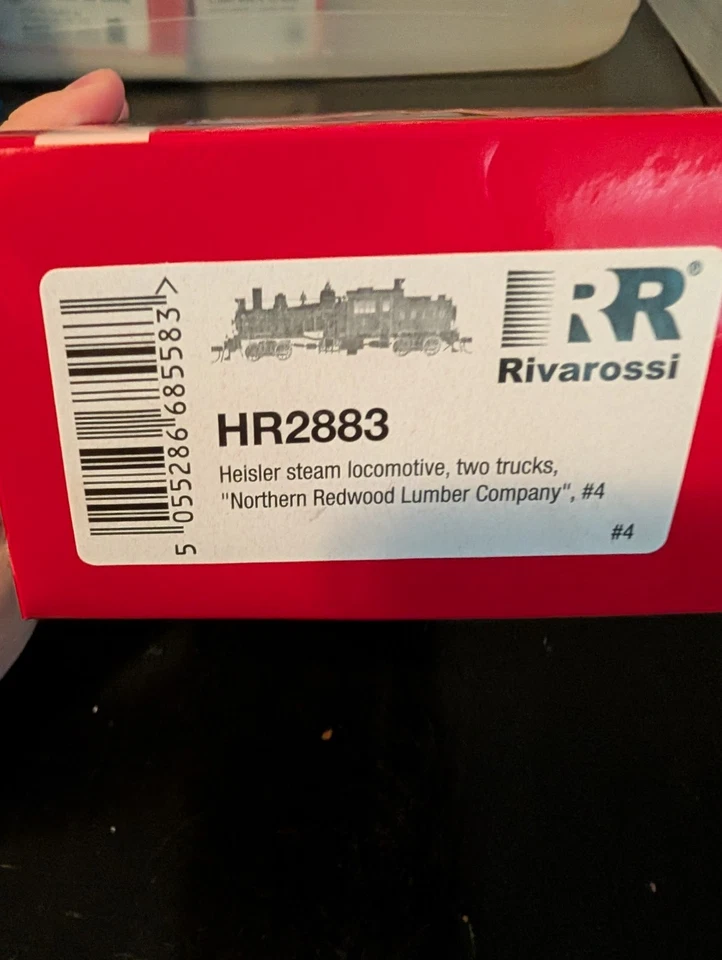 RR®
Rivarossi
HR2883
Heisler steam locomotive, two trucks,
"Northern Redwood Lumber Company", #4
#4
5 055286 685583 >